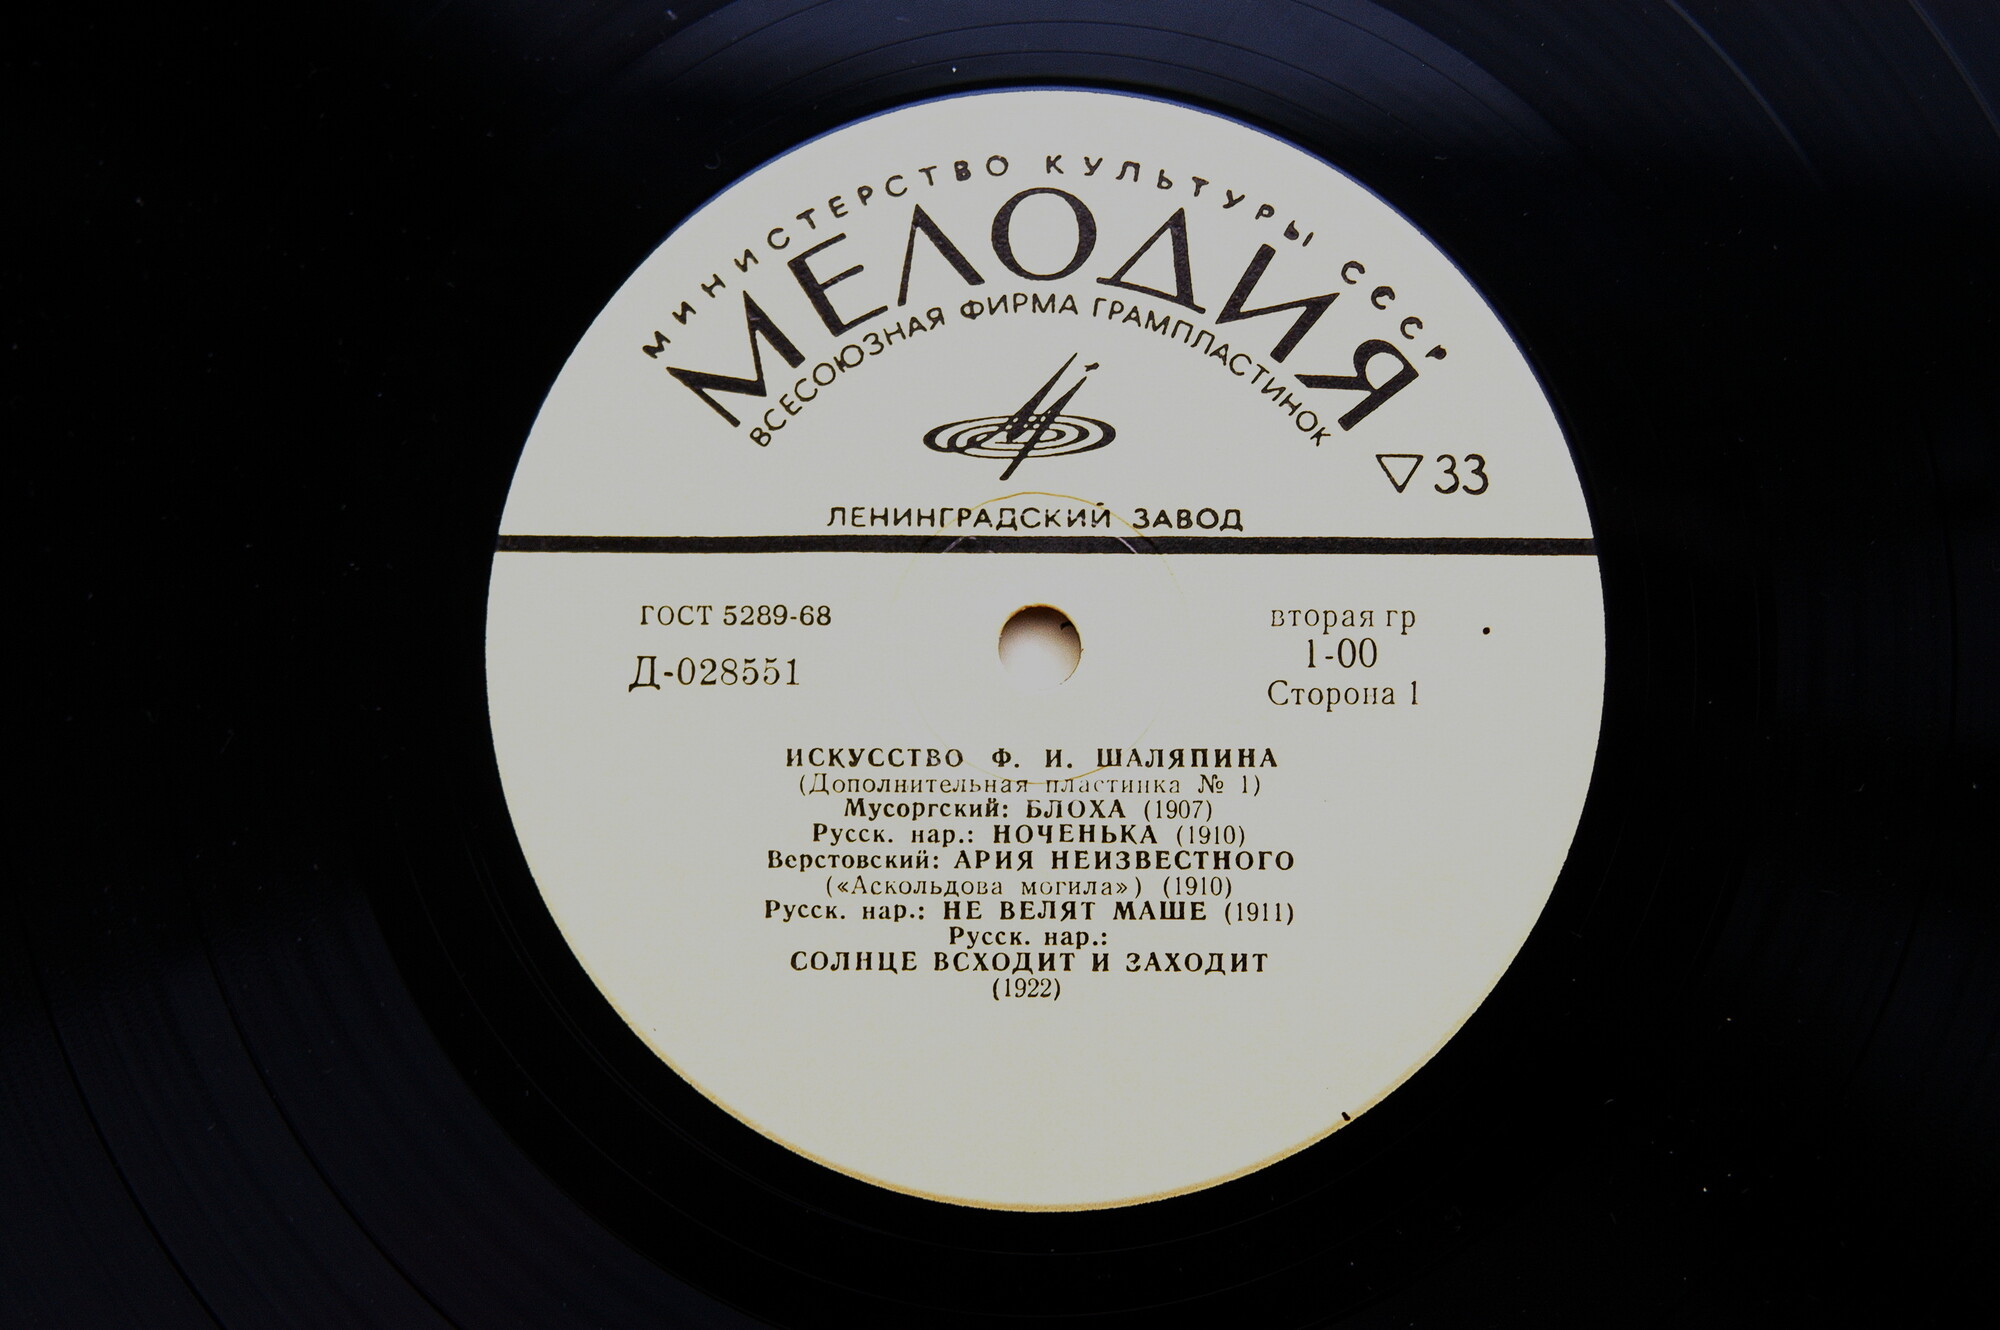 МИНИСТЕРСТВО КУЛЬТУРЫ СССР
МЕЛОДИЯ
ВСЕСОЮЗНАЯ ФИРМА ГРАМПЛАСТИНОК
33
ЛЕНИНГРАДСКИЙ ЗАВОД
ГОСТ 5289-68
Д-028551
вторая гр
1-00
Сторона 1
ИСКУССТВО Ф. И. ШАЛЯПИНА
(Дополнительная пластинка № 1)
Мусоргский: БЛОХА (1907)
Русск. нар.: НОЧЕНЬКА (1910)
Верстовский: АРИЯ НЕИЗВЕСТНОГО
(«Аскольдова могила») (1910)
Русск. нар.: НЕ ВЕЛЯТ МАШЕ (1911)
Русск. нар.:
СОЛНЦЕ ВСХОДИТ И ЗАХОДИТ
(1922)